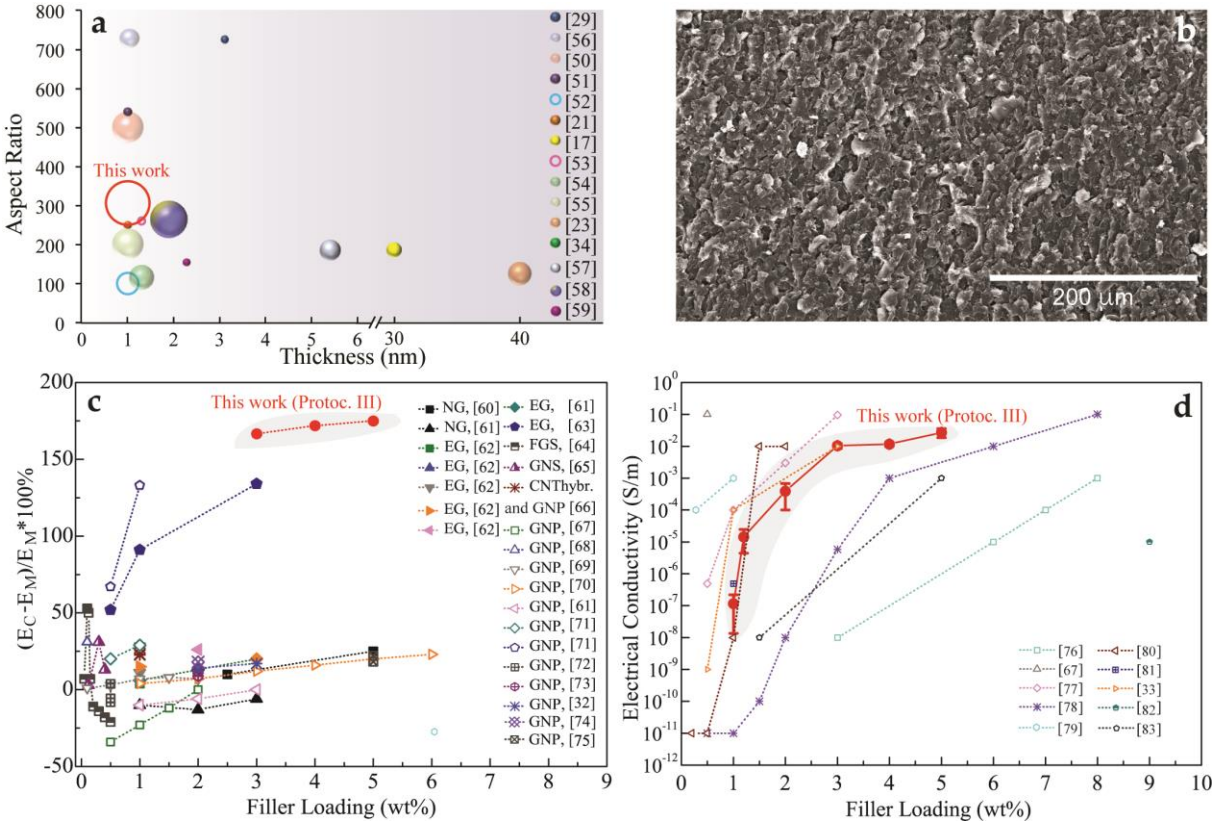 a
800
700
600
500
400
300
200
100
0
Aspect Ratio
This work
0
1
2
3
4
5
6
30
40
Thickness (nm)
[29]
[56]
[50]
[51]
[52]
[21]
[17]
[53]
[54]
[55]
[23]
[34]
[57]
[58]
[59]
b
200 µm
c
200
150
100
50
0
-50
(EC-EM)/EM*100%
This work (Protoc. III)
NG, [60]
NG, [61]
EG, [62]
EG, [62]
EG, [62]
EG, [62]
EG, [62]
EG, [61]
EG, [63]
FGS, [64]
GNS, [65]
CNThybr.
and GNP [66]
GNP, [67]
GNP, [68]
GNP, [69]
GNP, [70]
GNP, [61]
GNP, [71]
GNP, [71]
GNP, [72]
GNP, [73]
GNP, [32]
GNP, [74]
GNP, [75]
0
1
2
3
4
5
6
7
8
9
Filler Loading (wt%)
d
10^0
10^-1
10^-2
10^-3
10^-4
10^-5
10^-6
10^-7
10^-8
10^-9
10^-10
10^-11
10^-12
Electrical Conductivity (S/m)
This work (Protoc. III)
[76]
[67]
[77]
[78]
[79]
[80]
[81]
[33]
[82]
[83]
0
1
2
3
4
5
6
7
8
9
10
Filler Loading (wt%)